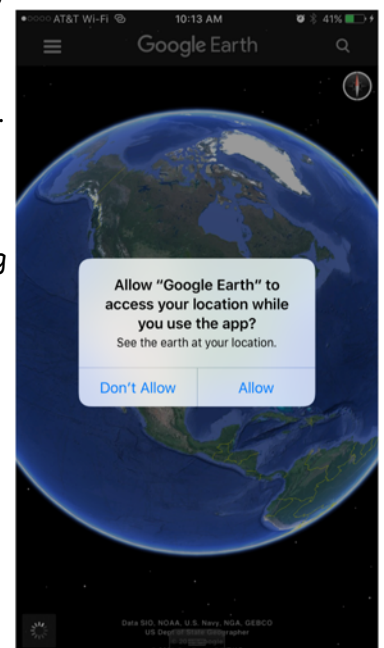 AT&T Wi-Fi 10:13 AM 41%
Google Earth
Allow “Google Earth” to
access your location while
you use the app?
See the earth at your location.
Don’t Allow Allow
Data SIO, NOAA, U.S. Navy, NGA, GEBCO
US Dept of State Geographer